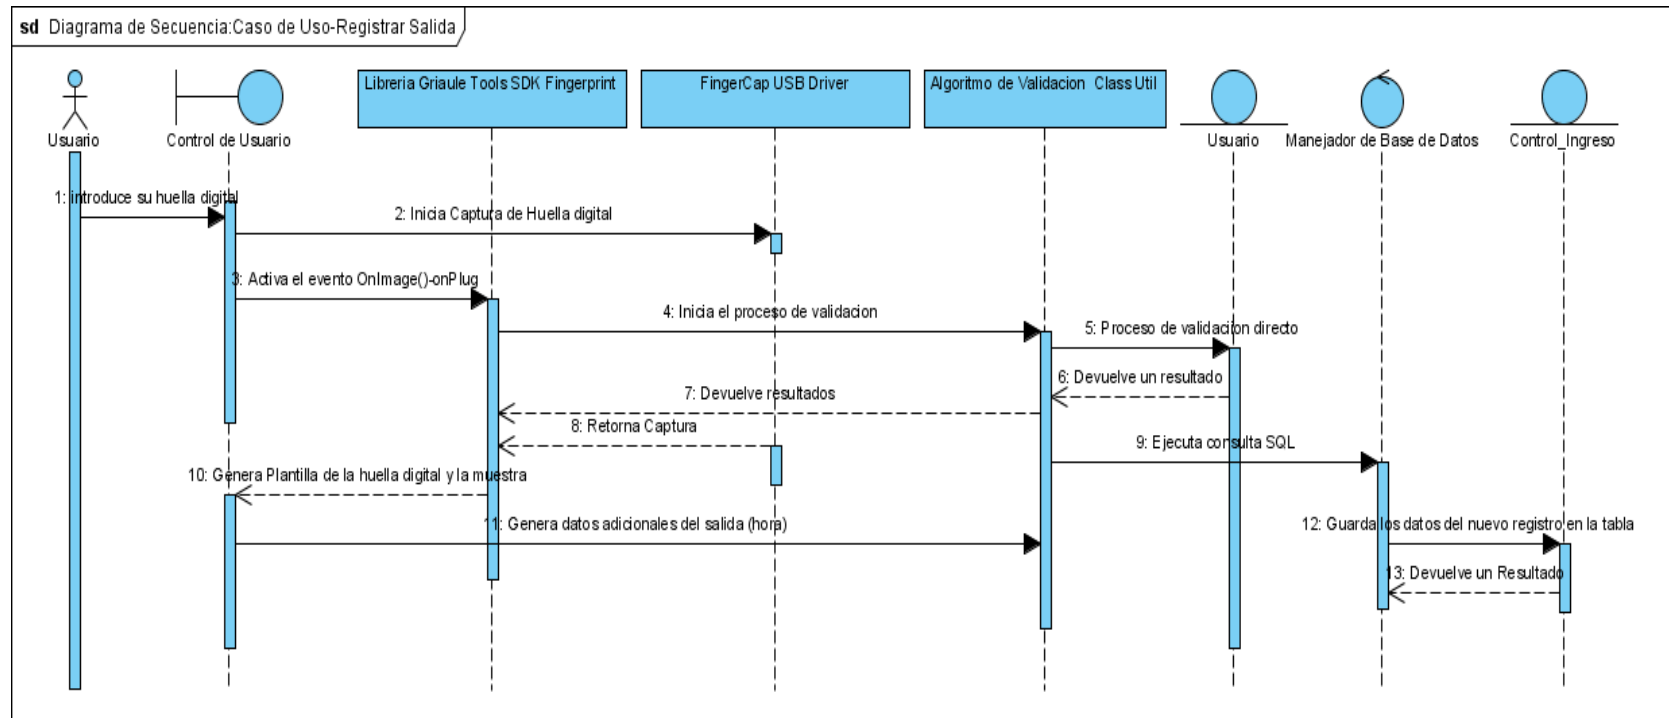 sd Diagrama de Secuencia:Caso de Uso-Registrar Salida
Usuario
Control de Usuario
Libreria Griaule Tools SDK Fingerprint
FingerCap USB Driver
Algoritmo de Validacion Class Util
Usuario
Manejador de Base de Datos
Control_Ingreso
1: introduce su huella digital
2: Inicia Captura de Huella digital
3: Activa el evento OnImage()-onPlug
4: Inicia el proceso de validacion
5: Proceso de validacion directo
6: Devuelve un resultado
7: Devuelve resultados
8: Retorna Captura
9: Ejecuta consulta SQL
10: Genera Plantilla de la huella digital y la muestra
11: Genera datos adicionales del salida (hora)
12: Guarda los datos del nuevo registro en la tabla
13: Devuelve un Resultado